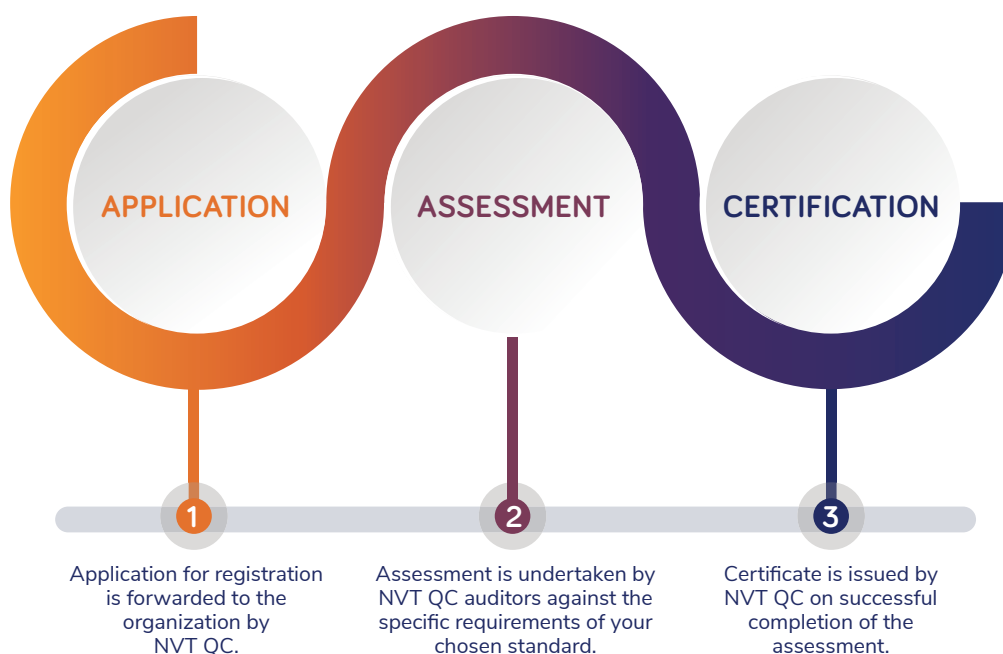 APPLICATION
ASSESSMENT
CERTIFICATION
1
2
3
Application for registration
is forwarded to the
organization by
NVT QC.
Assessment is undertaken by
NVT QC auditors against the
specific requirements of your
chosen standard.
Certificate is issued by
NVT QC on successful
completion of the
assessment.